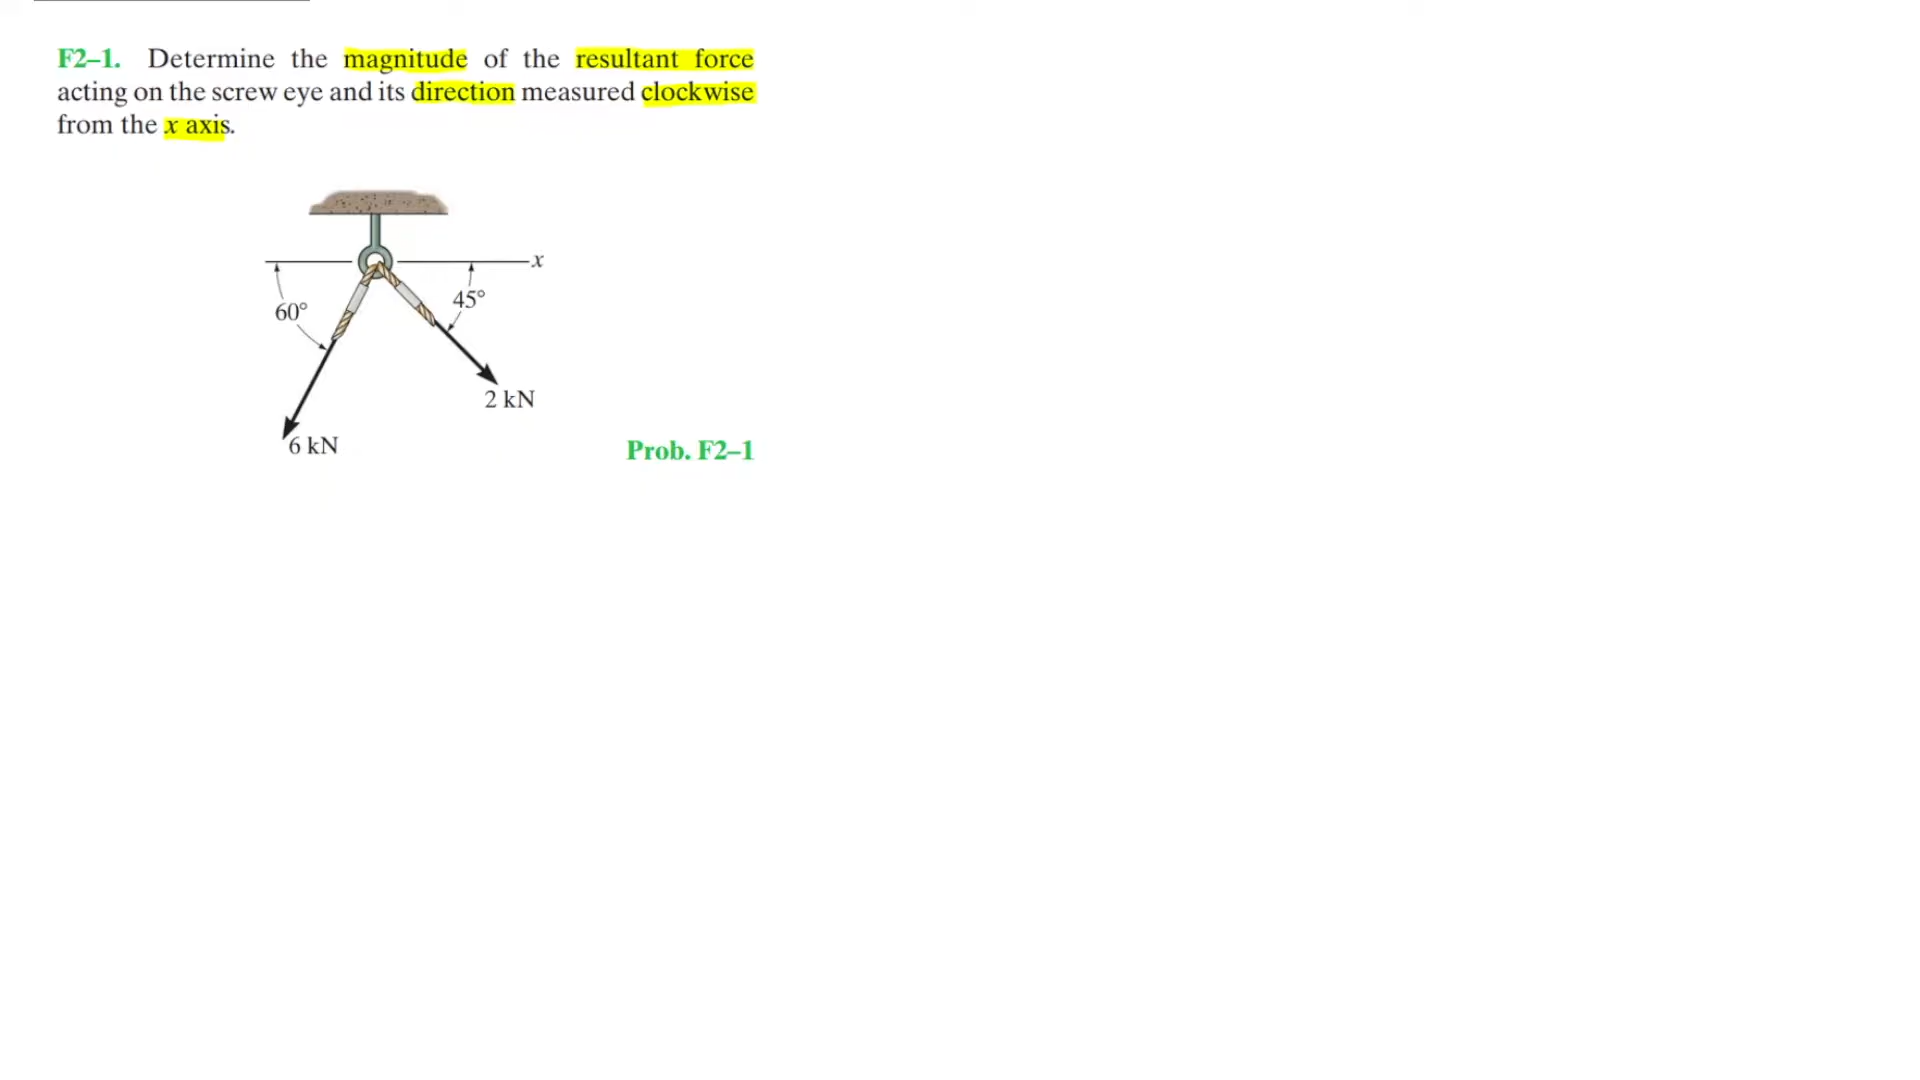 F2–1. Determine the magnitude of the resultant force
acting on the screw eye and its direction measured clockwise
from the x axis.
x
45°
60°
2 kN
6 kN
Prob. F2–1